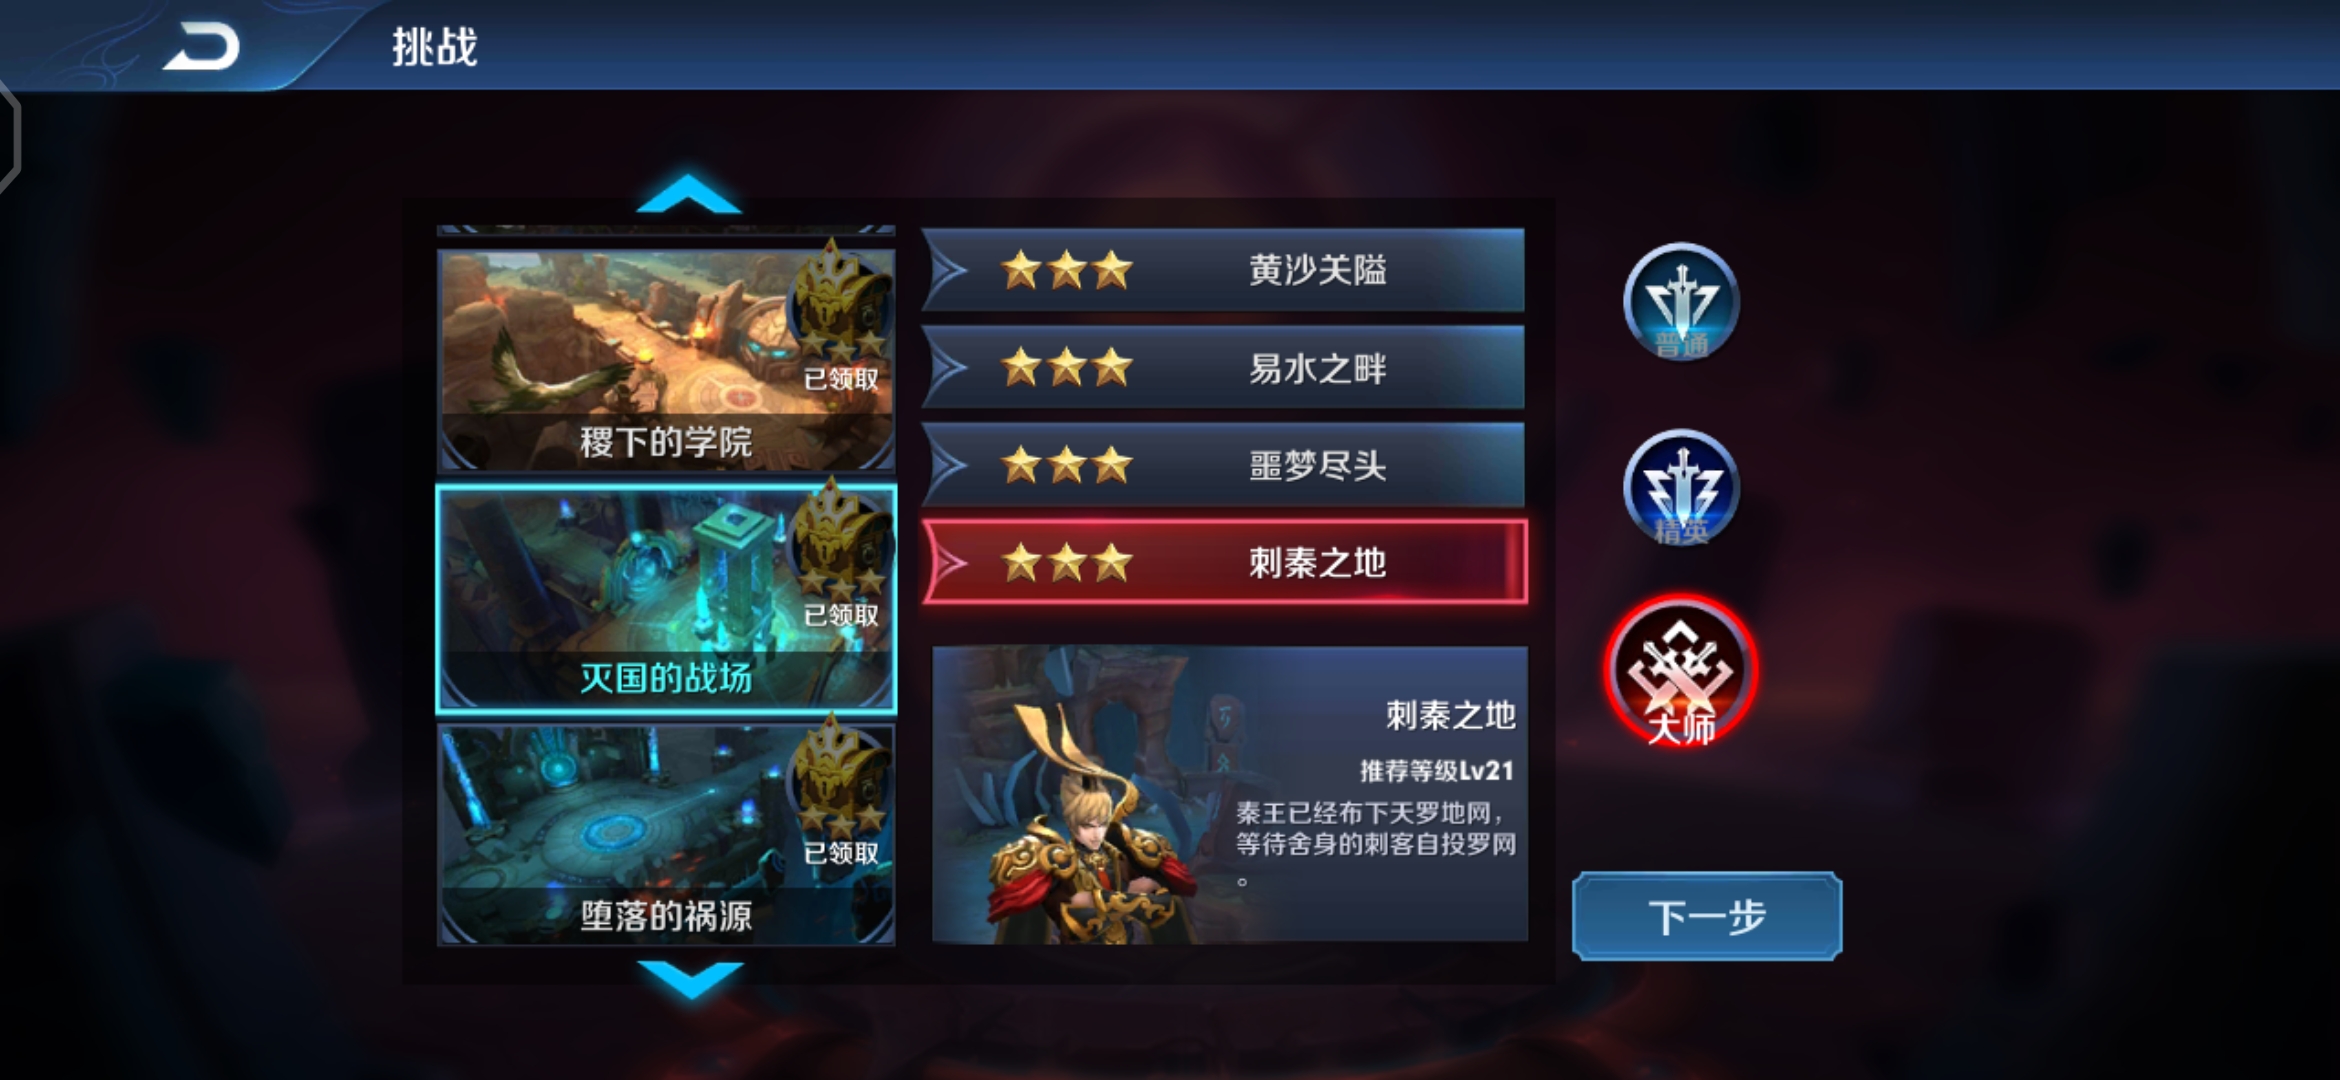 挑战
稷下的学院
已领取
灭国的战场
已领取
堕落的祸源
已领取
黄沙关隘
易水之畔
噩梦尽头
刺秦之地
刺秦之地
推荐等级Lv21
秦王已经布下天罗地网，
等待舍身的刺客自投罗网
。
普通
精英
大师
下一步